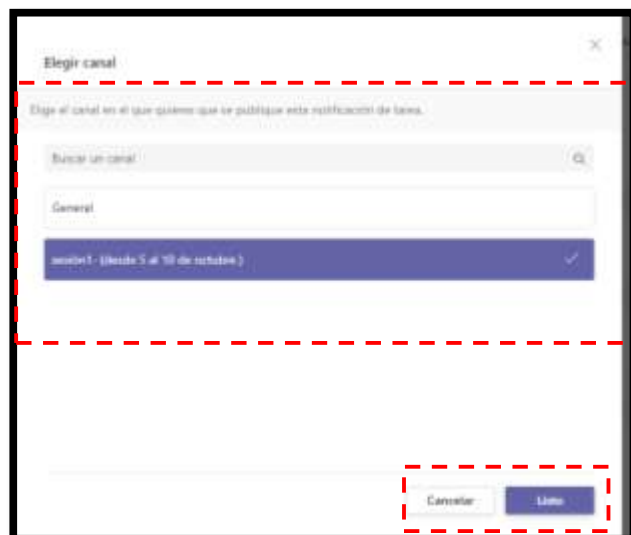 Elegir canal
Elige el canal en el que quieres que se publique esta notificación de tarea.
Buscar un canal
General
sesión1- (desde 5 al 10 de octubre )
Cancelar
Listo